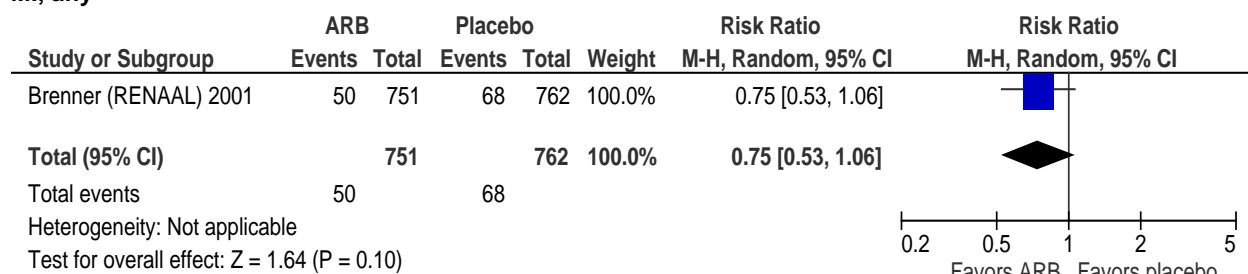 ARB Placebo Risk Ratio Risk Ratio
Study or Subgroup Events Total Events Total Weight M-H, Random, 95% CI M-H, Random, 95% CI
Brenner (RENAAL) 2001 50 751 68 762 100.0% 0.75 [0.53, 1.06]
Total (95% CI) 751 762 100.0% 0.75 [0.53, 1.06]
Total events 50 68
Heterogeneity: Not applicable
Test for overall effect: Z = 1.64 (P = 0.10)
0.2 0.5 1 2 5
Favors ARB Favors placebo